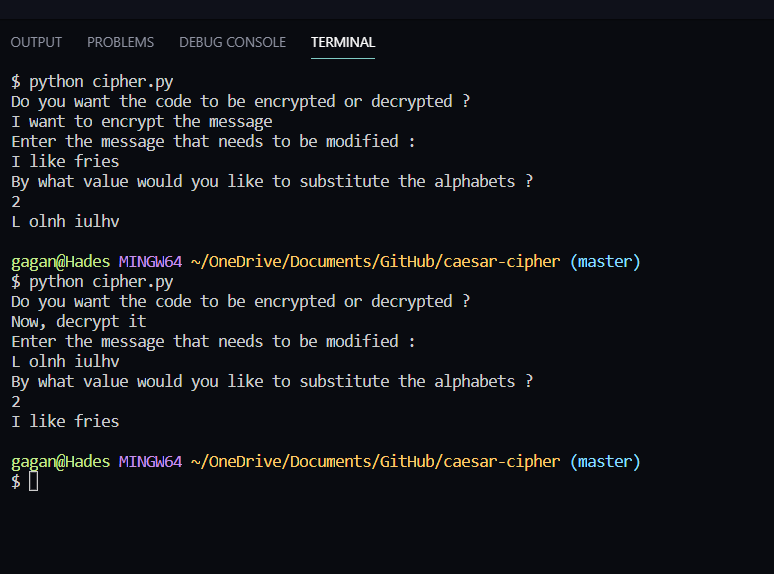 OUTPUT PROBLEMS DEBUG CONSOLE TERMINAL
$ python cipher.py
Do you want the code to be encrypted or decrypted ?
I want to encrypt the message
Enter the message that needs to be modified :
I like fries
By what value would you like to substitute the alphabets ?
2
L olnh iulhv
gagan@Hades MINGW64 ~/OneDrive/Documents/GitHub/caesar-cipher (master)
$ python cipher.py
Do you want the code to be encrypted or decrypted ?
Now, decrypt it
Enter the message that needs to be modified :
L olnh iulhv
By what value would you like to substitute the alphabets ?
2
I like fries
gagan@Hades MINGW64 ~/OneDrive/Documents/GitHub/caesar-cipher (master)
$